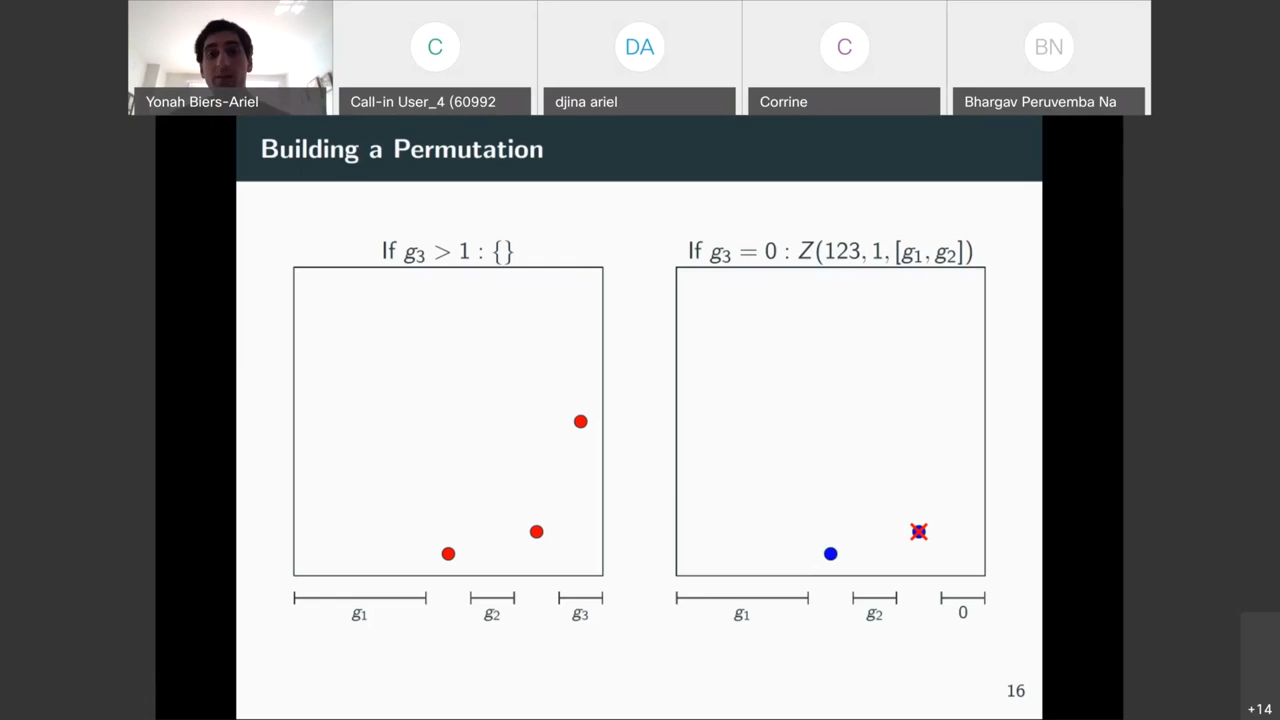 C
DA
C
BN
Yonah Biers-Ariel
Call-in User_4 (60992
djina ariel
Corrine
Bhargav Peruvemba Na
Building a Permutation
If g₃ > 1 : {}
If g₃ = 0 : Z(123, 1, [g₁, g₂])
g₁
g₂
g₃
g₁
g₂
0
16
+14